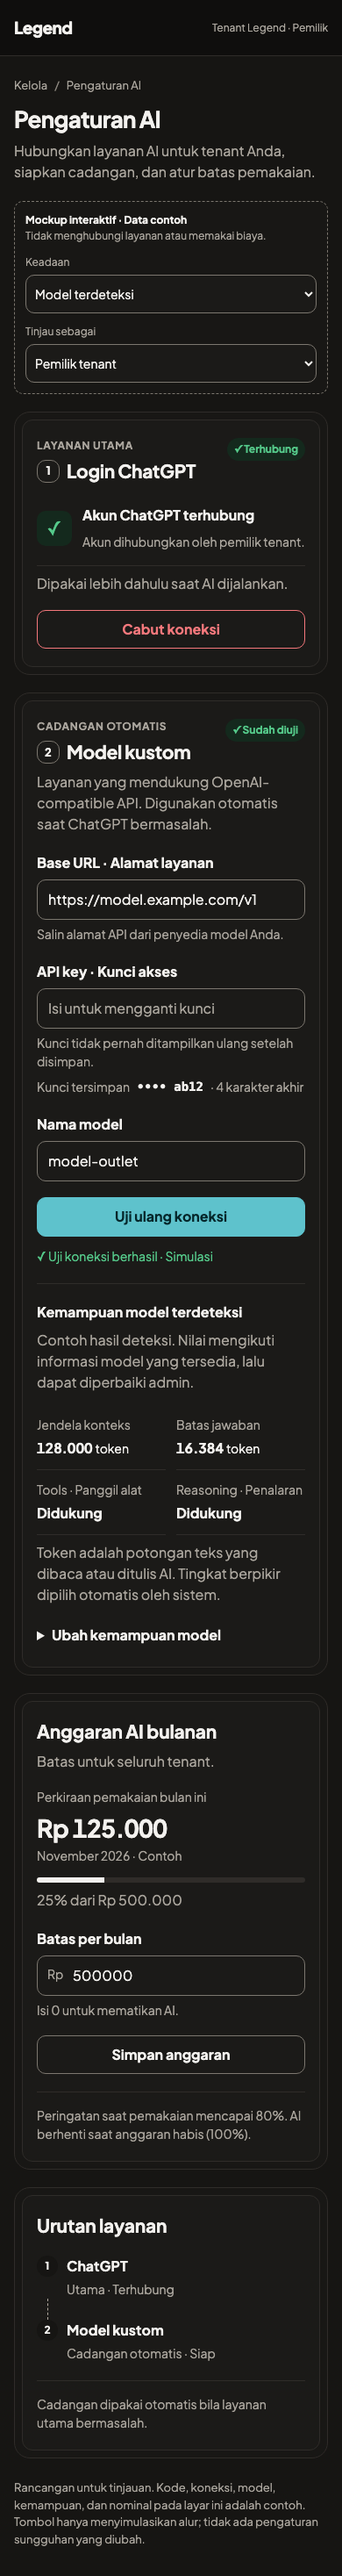 Legend
Tenant Legend · Pemilik
Kelola / Pengaturan AI
Pengaturan AI
Hubungkan layanan AI untuk tenant Anda,
siapkan cadangan, dan atur batas pemakaian.
Mockup interaktif · Data contoh
Tidak menghubungi layanan atau memakai biaya.
Keadaan
Model terdeteksi
Tinjau sebagai
Pemilik tenant
LAYANAN UTAMA
✓Terhubung
1 Login ChatGPT
✓
Akun ChatGPT terhubung
Akun dihubungkan oleh pemilik tenant.
Dipakai lebih dahulu saat AI dijalankan.
Cabut koneksi
CADANGAN OTOMATIS
✓Sudah diuji
2 Model kustom
Layanan yang mendukung OpenAI-
compatible API. Digunakan otomatis
saat ChatGPT bermasalah.
Base URL · Alamat layanan
https://model.example.com/v1
Salin alamat API dari penyedia model Anda.
API key · Kunci akses
Isi untuk mengganti kunci
Kunci tidak pernah ditampilkan ulang setelah
disimpan.
Kunci tersimpan •••• ab12 · 4 karakter akhir
Nama model
model-outlet
Uji ulang koneksi
✓ Uji koneksi berhasil · Simulasi
Kemampuan model terdeteksi
Contoh hasil deteksi. Nilai mengikuti
informasi model yang tersedia, lalu
dapat diperbaiki admin.
Jendela konteks
128.000 token
Batas jawaban
16.384 token
Tools · Panggil alat
Didukung
Reasoning · Penalaran
Didukung
Token adalah potongan teks yang
dibaca atau ditulis AI. Tingkat berpikir
dipilih otomatis oleh sistem.
▶ Ubah kemampuan model
Anggaran AI bulanan
Batas untuk seluruh tenant.
Perkiraan pemakaian bulan ini
Rp 125.000
November 2026 · Contoh
25% dari Rp 500.000
Batas per bulan
Rp 500000
Isi 0 untuk mematikan AI.
Simpan anggaran
Peringatan saat pemakaian mencapai 80%. AI
berhenti saat anggaran habis (100%).
Urutan layanan
1 ChatGPT
Utama · Terhubung
2 Model kustom
Cadangan otomatis · Siap
Cadangan dipakai otomatis bila layanan
utama bermasalah.
Rancangan untuk tinjauan. Kode, koneksi, model,
kemampuan, dan nominal pada layar ini adalah contoh.
Tombol hanya menyimulasikan alur; tidak ada pengaturan
sungguhan yang diubah.